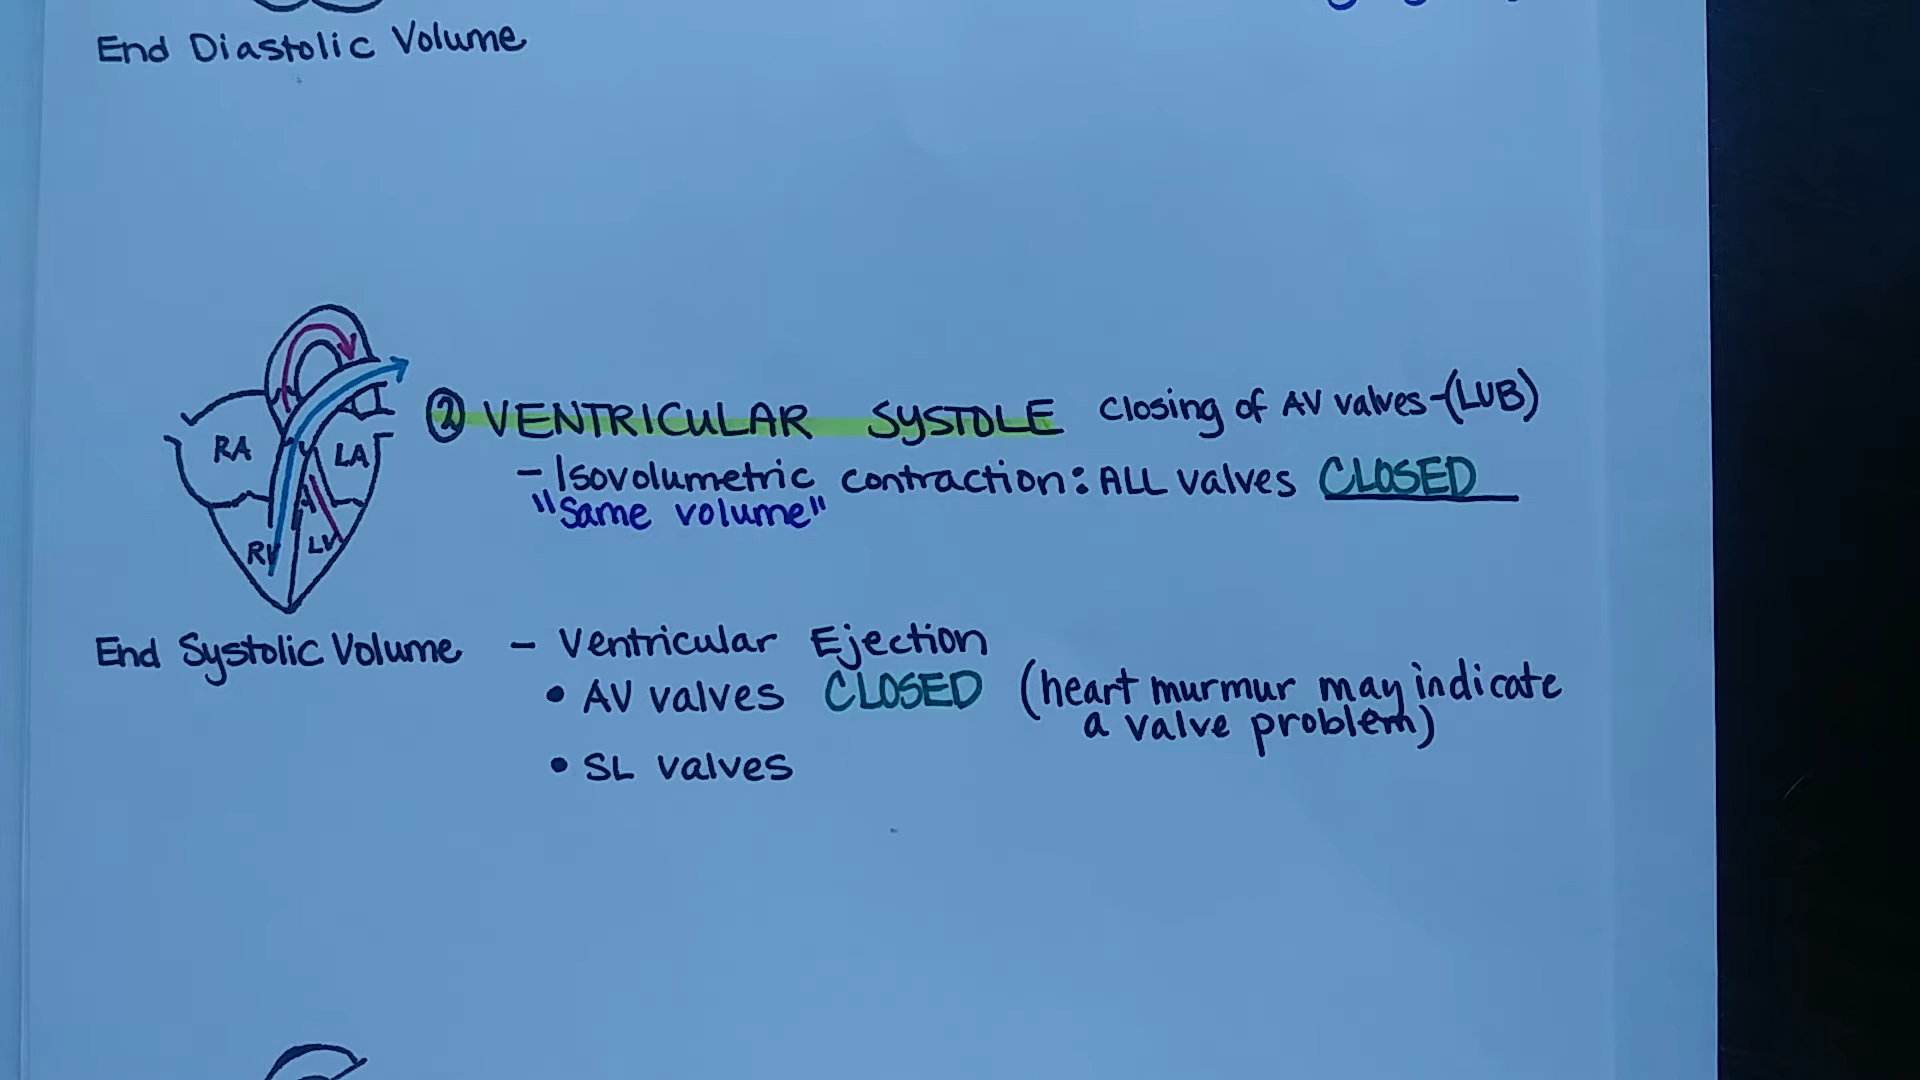 End Diastolic Volume
② VENTRICULAR SYSTOLE Closing of AV valves-(LUB)
- Isovolumetric contraction: ALL valves CLOSED
"Same volume"
RA
LA
RV
LV
End Systolic Volume
- Ventricular Ejection
• AV valves CLOSED (heart murmur may indicate
a valve problem)
• SL valves